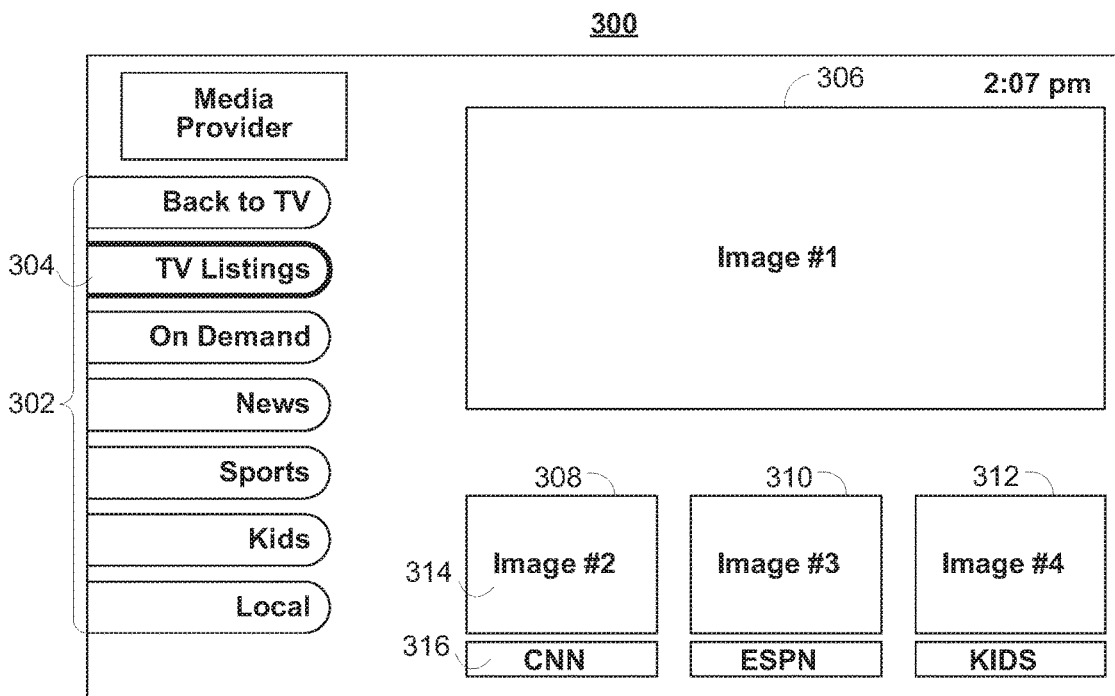 300
306
2:07 pm
Media
Provider
Back to TV
304
TV Listings
On Demand
302
News
Sports
Kids
Local
Image #1
308
310
312
314
Image #2
Image #3
Image #4
316
CNN
ESPN
KIDS